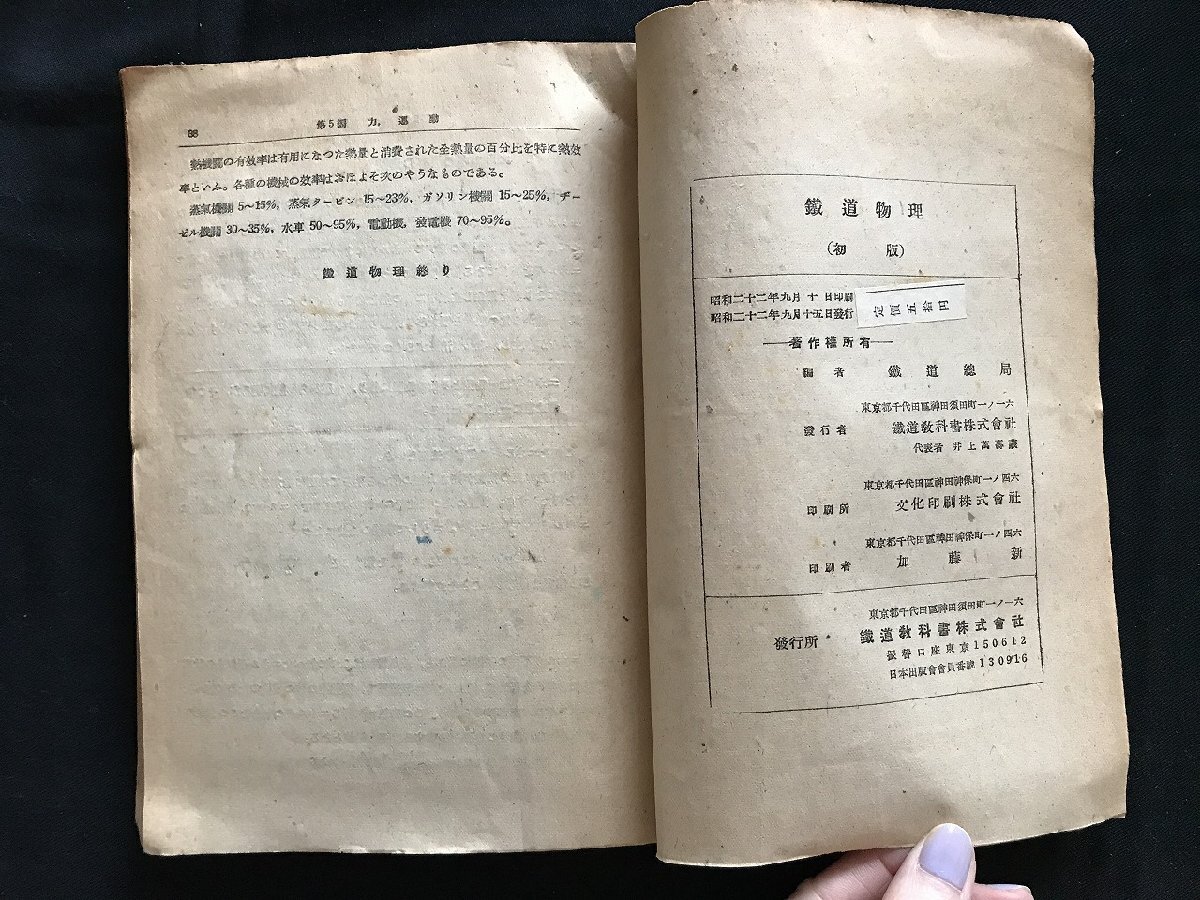 38
第5編 力, 運動
熱機關の有效率は有用になつた熱量と消費された全熱量の百分比を特に熱效
率といふ。各種の機械の效率はおほよそ次のやうなものである。
蒸氣機關 5~15%, 蒸氣タービン 15~23%, ガソリン機關 15~25%, ヂー
ゼル機關 30~35%, 水車 50~95%, 電動機, 發電機 70~95%。
鐵道物理終り
鐵道物理
(初版)
昭和二十二年九月十日印刷
昭和二十二年九月十五日發行
定價五拾円
著作權所有
編者 鐵道總局
東京都千代田區神田須田町一ノ一六
發行者 鐵道敎科書株式會社
代表者 井上萬壽藏
東京都千代田區神田神保町一ノ四六
印刷所 文化印刷株式會社
東京都千代田區神田神保町一ノ四六
印刷者 加藤新
東京都千代田區神田須田町一ノ一六
發行所 鐵道敎科書株式會社
振替口座東京150612
日本出版會會員番號130916